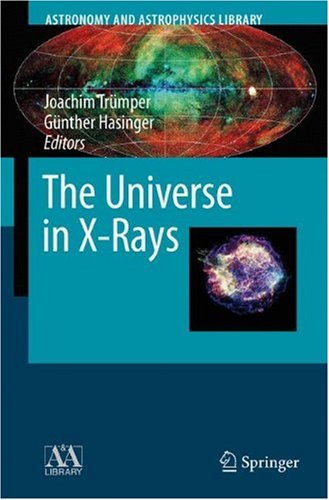 ASTRONOMY AND ASTROPHYSICS LIBRARY
Joachim Trümper
Günther Hasinger
Editors
The Universe
in X-Rays
A&A
LIBRARY
Springer